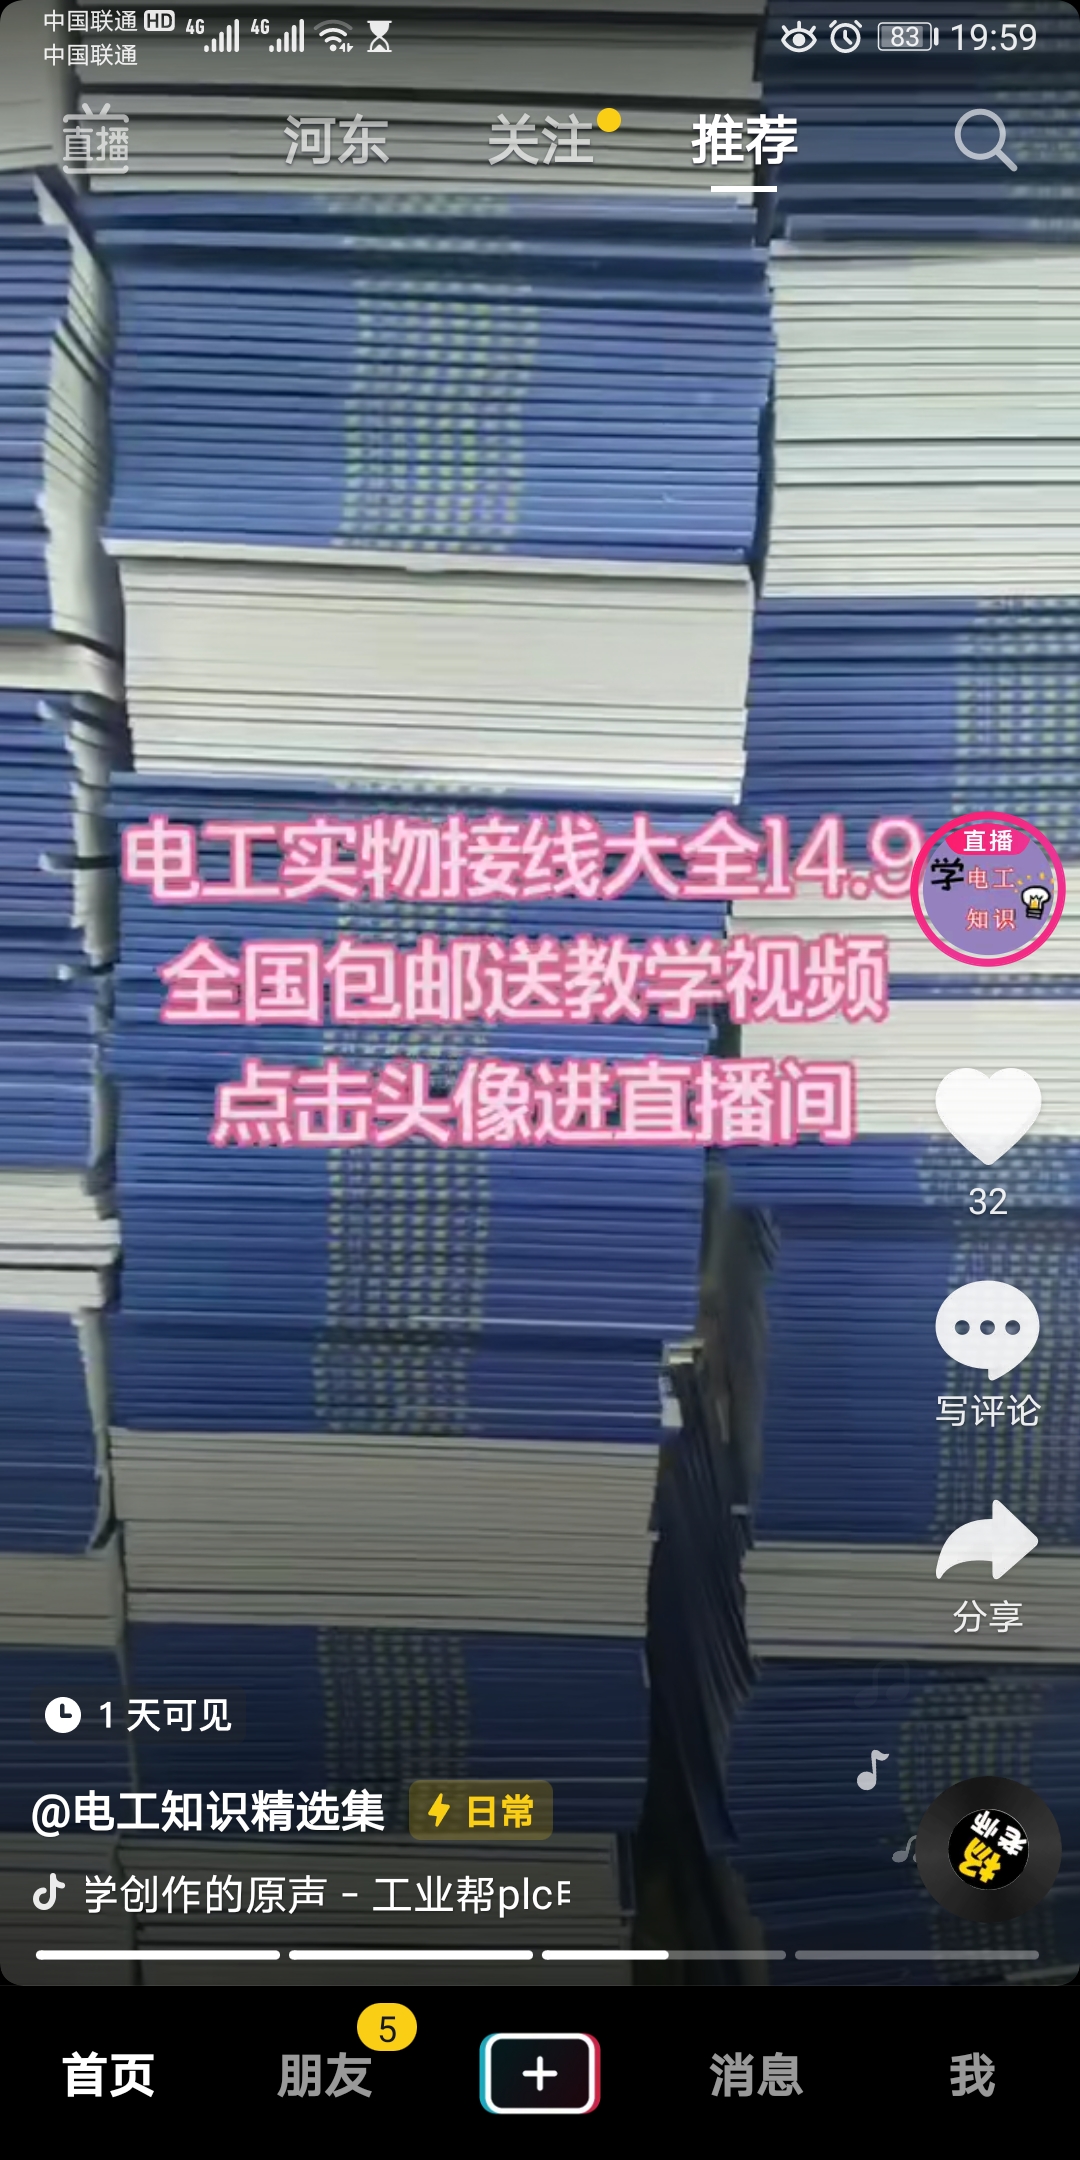 中国联通 HD 4G 4G 83 19:59
中国联通
直播 河东 关注 推荐
电工实物接线大全14.9
全国包邮送教学视频
点击头像进直播间
直播
学电工
知识
32
写评论
分享
1天可见
@电工知识精选集 日常
学创作的原声 - 工业帮plc
杨老师
首页 朋友 5 消息 我